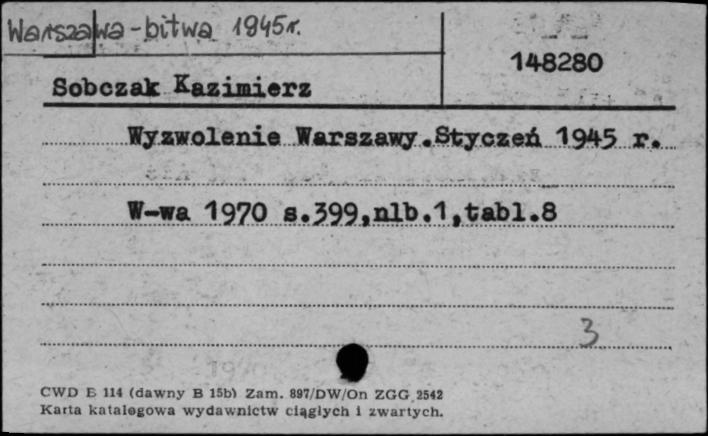 Warszawa-bitwa 1945r.
148280
Sobczak Kazimierz
Wyzwolenie Warszawy.Styczeń 1945 r.
W-wa 1970 s.399,nlb.1,tabl.8
3
CWD B 114 (dawny B 15b) Zam. 897/DW/On ZGG 2542
Karta katalogowa wydawnictw ciągłych i zwartych.